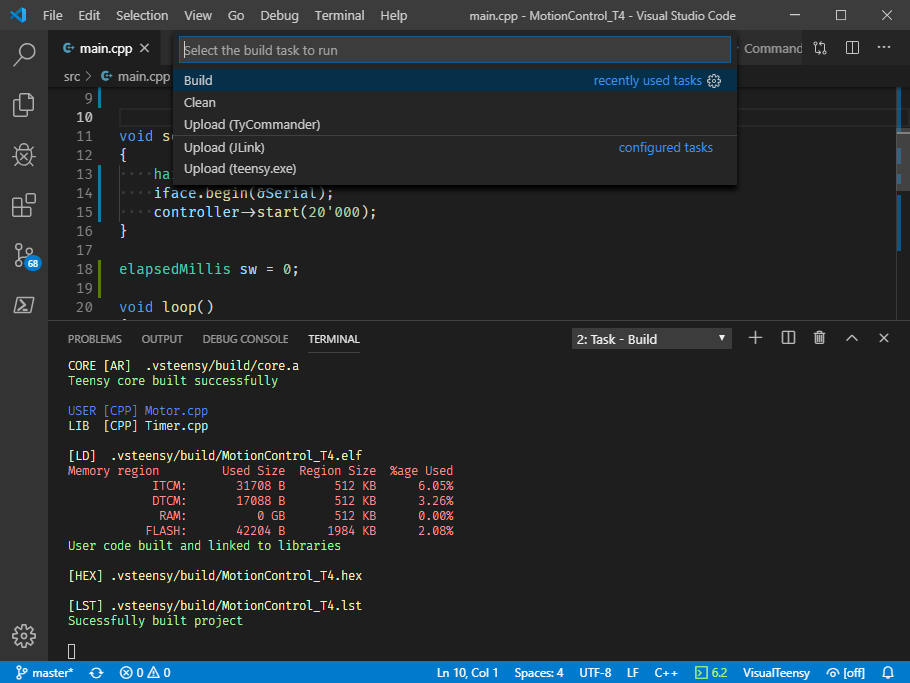 File Edit Selection View Go Debug Terminal Help main.cpp - MotionControl_T4 - Visual Studio Code
main.cpp Command
Select the build task to run
src > main.cpp
Build recently used tasks
Clean
Upload (TyCommander)
Upload (JLink) configured tasks
Upload (teensy.exe)
9
10
11 void
12 {
13
14 iface.begin(&Serial);
15 controller->start(20'000);
16 }
17
18 elapsedMillis sw = 0;
19
20 void loop()
68
PROBLEMS OUTPUT DEBUG CONSOLE TERMINAL 2: Task - Build
CORE [AR] .vsteensy/build/core.a
Teensy core built successfully
USER [CPP] Motor.cpp
LIB [CPP] Timer.cpp
[LD] .vsteensy/build/MotionControl_T4.elf
Memory region Used Size Region Size %age Used
ITCM: 31708 B 512 KB 6.05%
DTCM: 17088 B 512 KB 3.26%
RAM: 0 GB 512 KB 0.00%
FLASH: 42204 B 1984 KB 2.08%
User code built and linked to libraries
[HEX] .vsteensy/build/MotionControl_T4.hex
[LST] .vsteensy/build/MotionControl_T4.lst
Sucessfully built project
master* 0 0 Ln 10, Col 1 Spaces: 4 UTF-8 LF C++ 6.2 VisualTeensy [off]